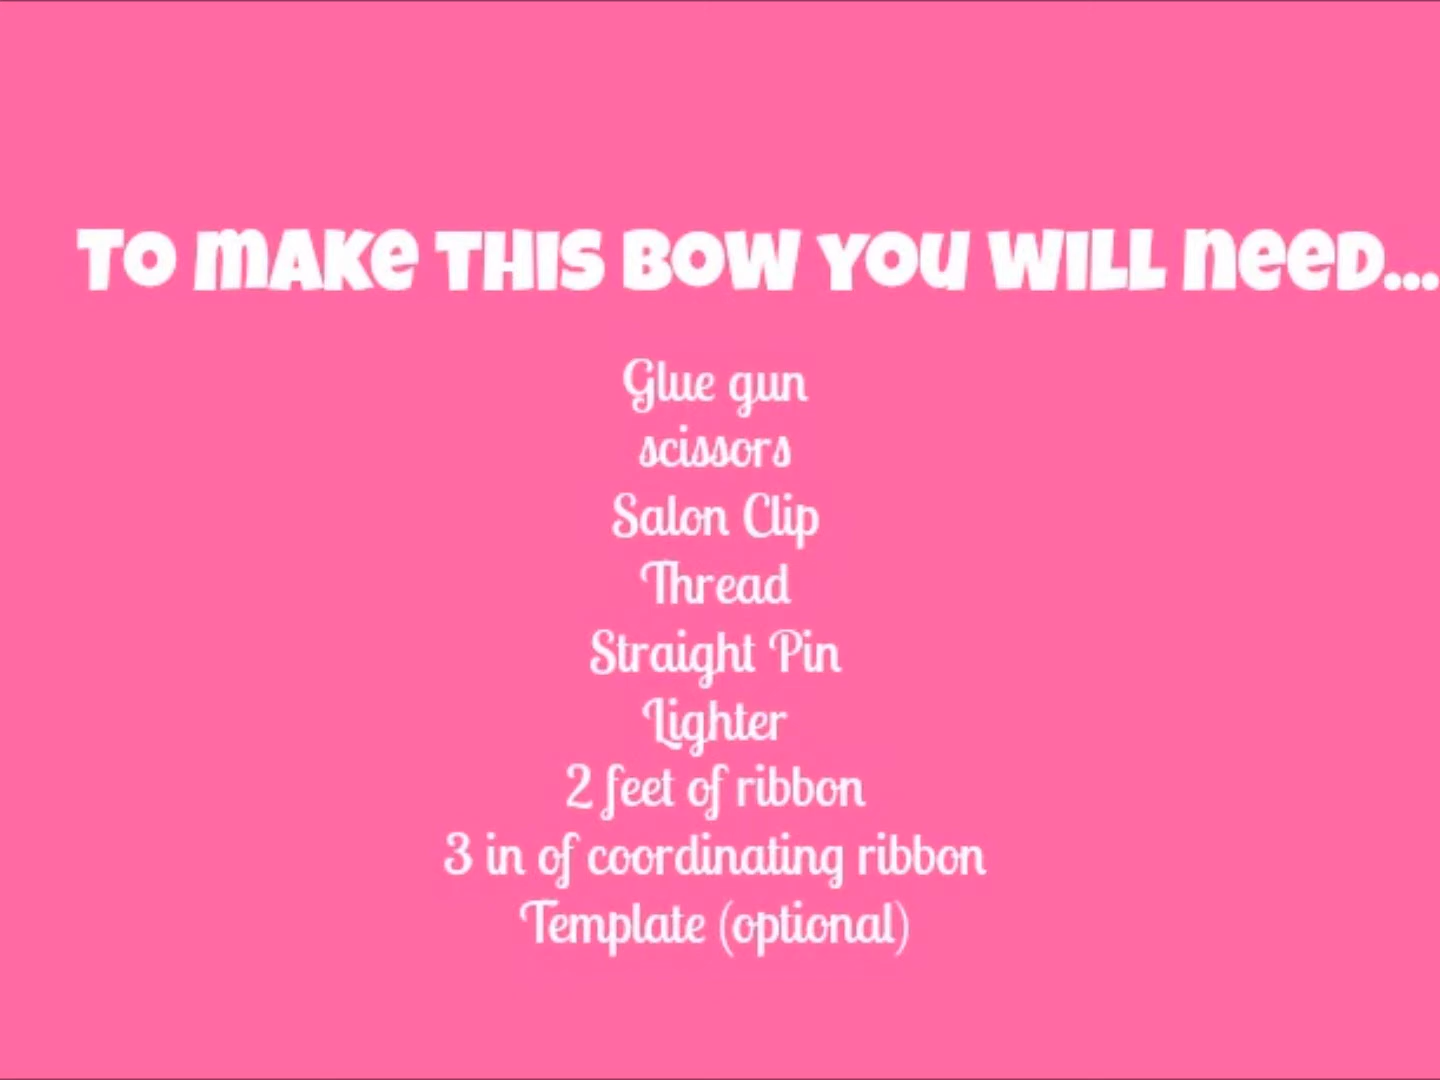 To make this bow you will need...
Glue gun
scissors
Salon Clip
Thread
Straight Pin
Lighter
2 feet of ribbon
3 in of coordinating ribbon
Template (optional)